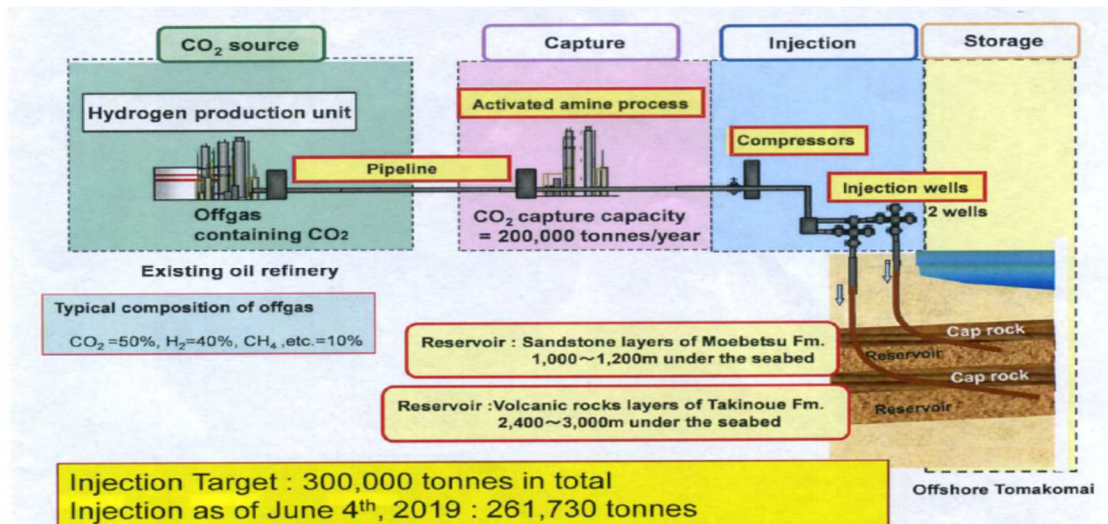 CO₂ source
Capture
Injection
Storage
Hydrogen production unit
Activated amine process
Compressors
Pipeline
Injection wells
2 wells
Offgas
containing CO₂
CO₂ capture capacity
= 200,000 tonnes/year
Existing oil refinery
Typical composition of offgas
CO₂ =50%, H₂=40%, CH₄ ,etc.=10%
Reservoir : Sandstone layers of Moebetsu Fm.
1,000～1,200m under the seabed
Cap rock
Reservoir
Cap rock
Reservoir
Reservoir :Volcanic rocks layers of Takinoue Fm.
2,400～3,000m under the seabed
Injection Target : 300,000 tonnes in total
Injection as of June 4th, 2019 : 261,730 tonnes
Offshore Tomakomai